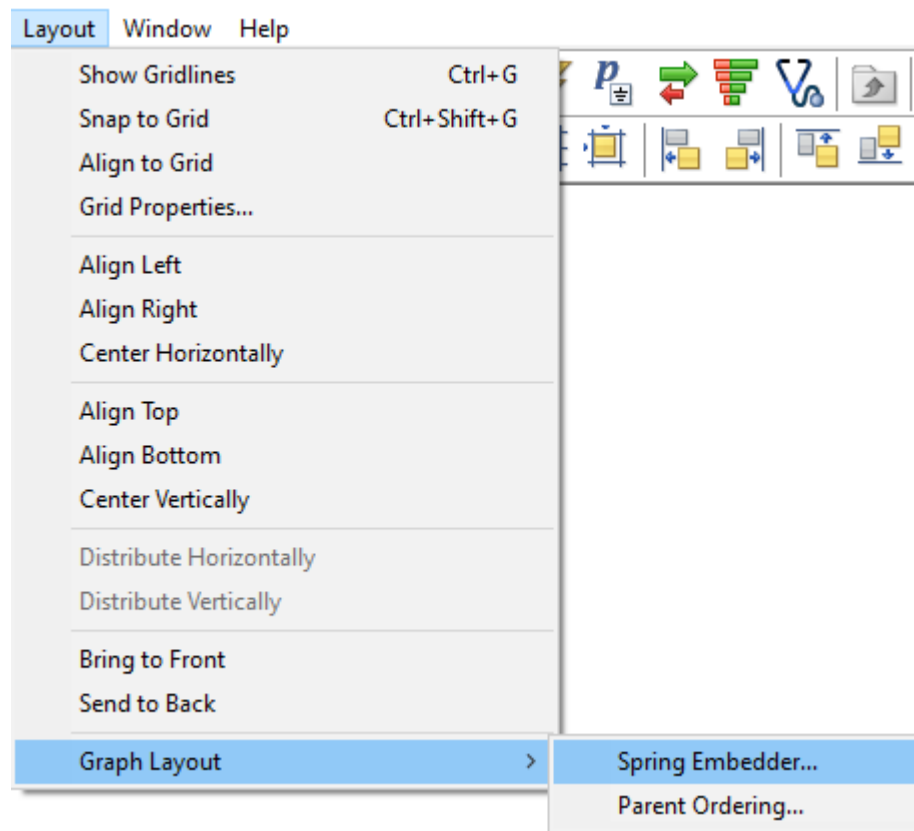 Layout Window Help
Show Gridlines Ctrl+G
Snap to Grid Ctrl+Shift+G
Align to Grid
Grid Properties...
Align Left
Align Right
Center Horizontally
Align Top
Align Bottom
Center Vertically
Distribute Horizontally
Distribute Vertically
Bring to Front
Send to Back
Graph Layout
Spring Embedder...
Parent Ordering...